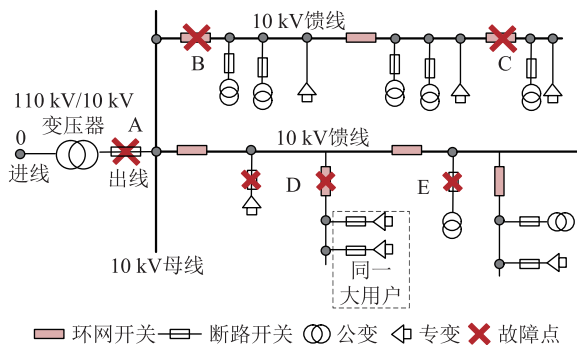 10 kV馈线
B
C
110 kV/10 kV
变压器
A
0
进线
出线
10 kV馈线
D
E
10 kV母线
同一
大用户
环网开关
断路开关
公变
专变
故障点